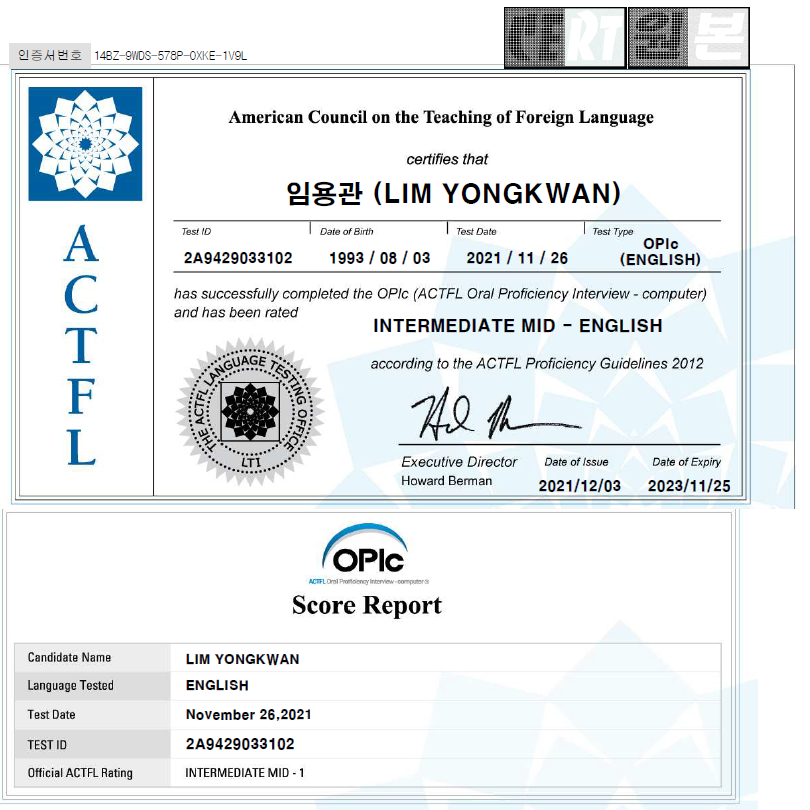 CERT 원본
인증서번호 14BZ-9WDS-578P-0XKE-1V9L
American Council on the Teaching of Foreign Language
certifies that
임용관 (LIM YONGKWAN)
Test ID Date of Birth Test Date Test Type
2A9429033102 1993 / 08 / 03 2021 / 11 / 26 OPIc
(ENGLISH)
has successfully completed the OPIc (ACTFL Oral Proficiency Interview - computer)
and has been rated
INTERMEDIATE MID - ENGLISH
according to the ACTFL Proficiency Guidelines 2012
ACTFL
THE ACTFL LANGUAGE TESTING OFFICE
LTI
Executive Director Date of Issue Date of Expiry
Howard Berman 2021/12/03 2023/11/25
OPIc
ACTFL Oral Proficiency Interview - computer ®
Score Report
Candidate Name LIM YONGKWAN
Language Tested ENGLISH
Test Date November 26,2021
TEST ID 2A9429033102
Official ACTFL Rating INTERMEDIATE MID - 1